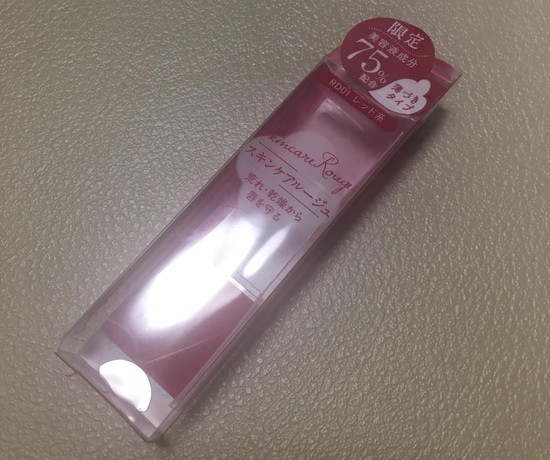 限定
美容液成分
75%
配合
薄づき
タイプ
RD01 レッド系
Skincare Rouge
スキンケアルージュ
荒れ・乾燥から
唇を守る